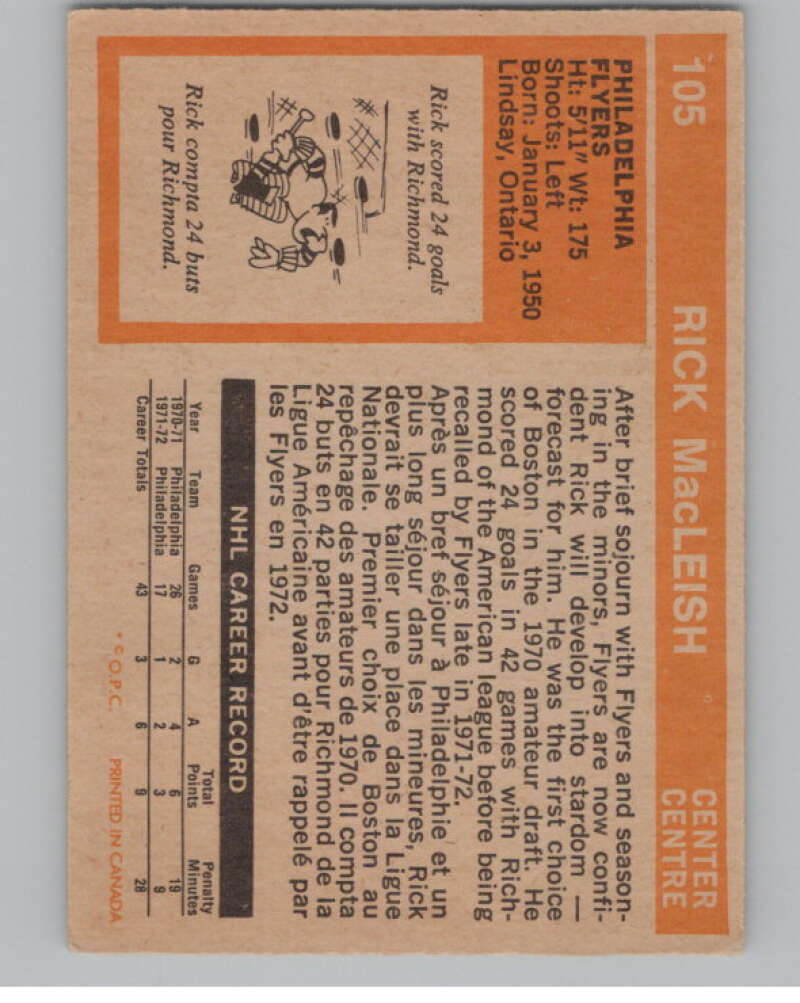 105 RICK MacLEISH CENTER
CENTRE
PHILADELPHIA
FLYERS
Ht: 5/11" Wt: 175
Shoots: Left
Born: January 3, 1950
Lindsay, Ontario
Rick scored 24 goals
with Richmond.
Rick compta 24 buts
pour Richmond.
After brief sojourn with Flyers and season-
ing in the minors, Flyers are now confi-
dent Rick will develop into stardom —
forecast for him. He was the first choice
of Boston in the 1970 amateur draft. He
scored 24 goals in 42 games with Rich-
mond of the American league before being
recalled by Flyers late in 1971-72.
Après un bref séjour à Philadelphie et un
plus long séjour dans les mineures, Rick
devrait se tailler une place dans la Ligue
Nationale. Premier choix de Boston au
repêchage des amateurs de 1970. Il compta
24 buts en 42 parties pour Richmond de la
Ligue Américaine avant d'être rappelé par
les Flyers en 1972.
NHL CAREER RECORD
Year Team Games G A Total Points Penalty Minutes
1970-71 Philadelphia 26 2 4 6 19
1971-72 Philadelphia 17 1 2 3 9
Career Totals 43 3 6 9 28
* © O.P.C. PRINTED IN CANADA